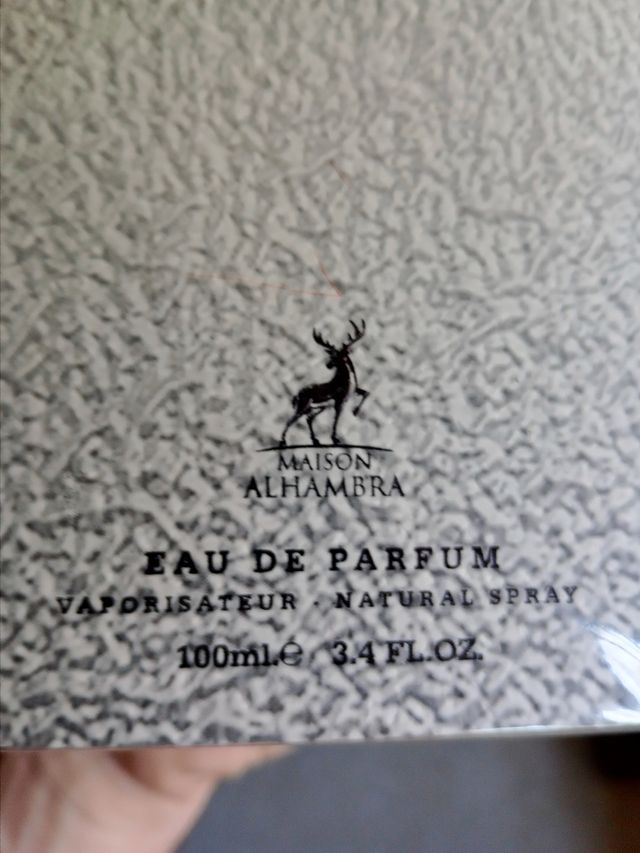 MAISON
ALHAMBRA
EAU DE PARFUM
VAPORISATEUR · NATURAL SPRAY
100ml.℮ 3.4 FL.OZ.